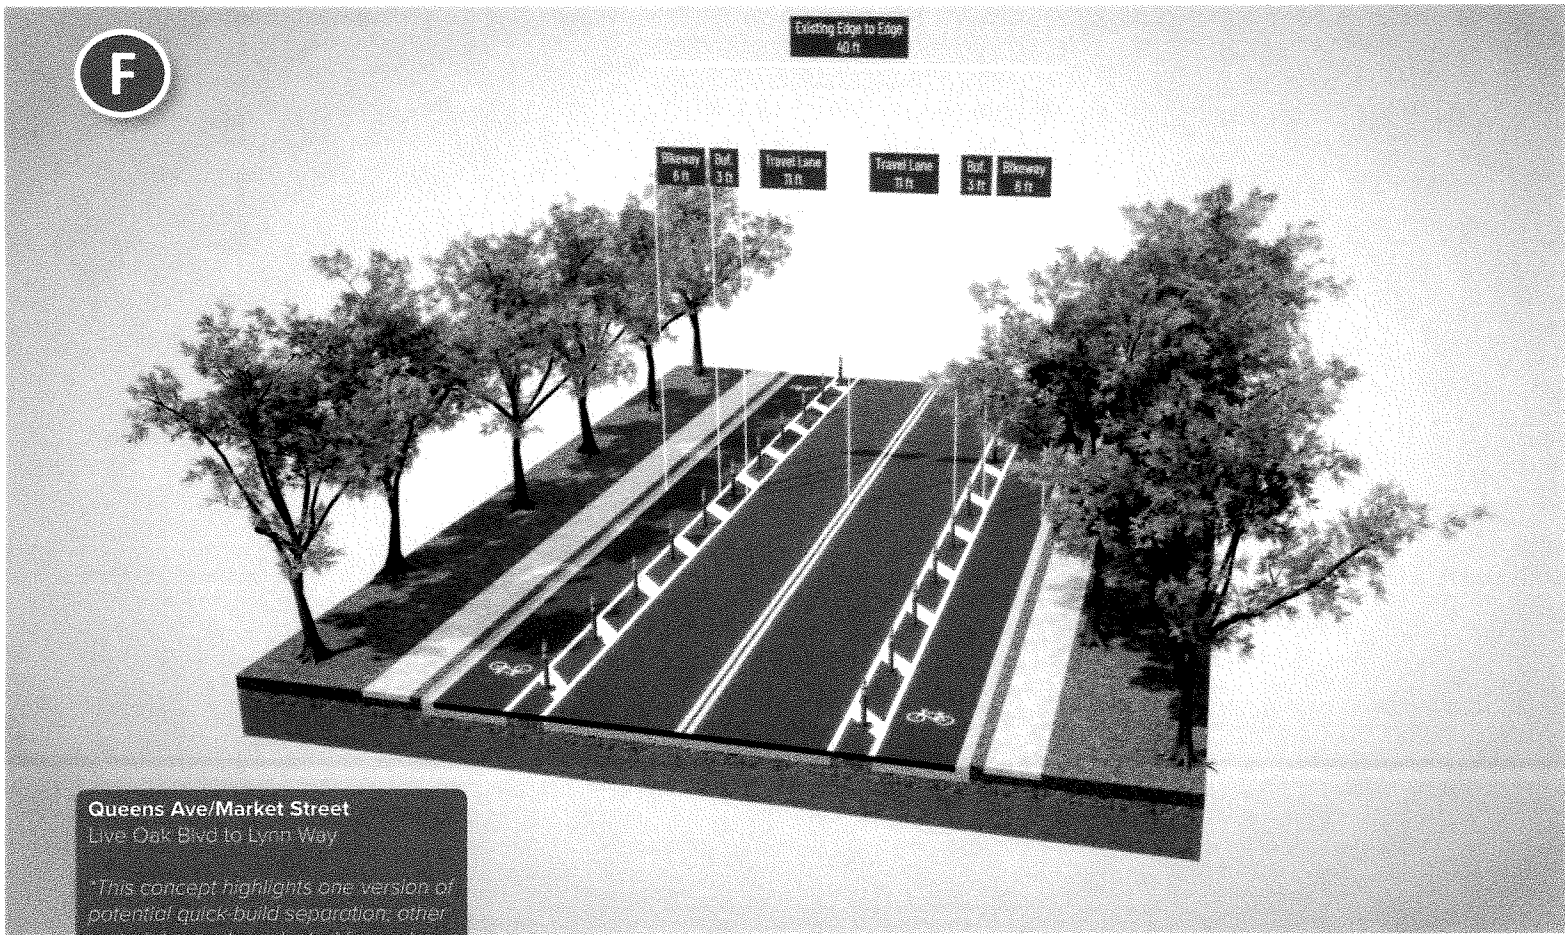 F
Existing Edge to Edge
40 ft
Bikeway Buf. Travel Lane Travel Lane Buf. Bikeway
6 ft 3 ft 11 ft 11 ft 3 ft 6 ft
Queens Ave/Market Street
Live Oak Blvd to Lynn Way
*This concept highlights one version of
potential quick-build separation; other